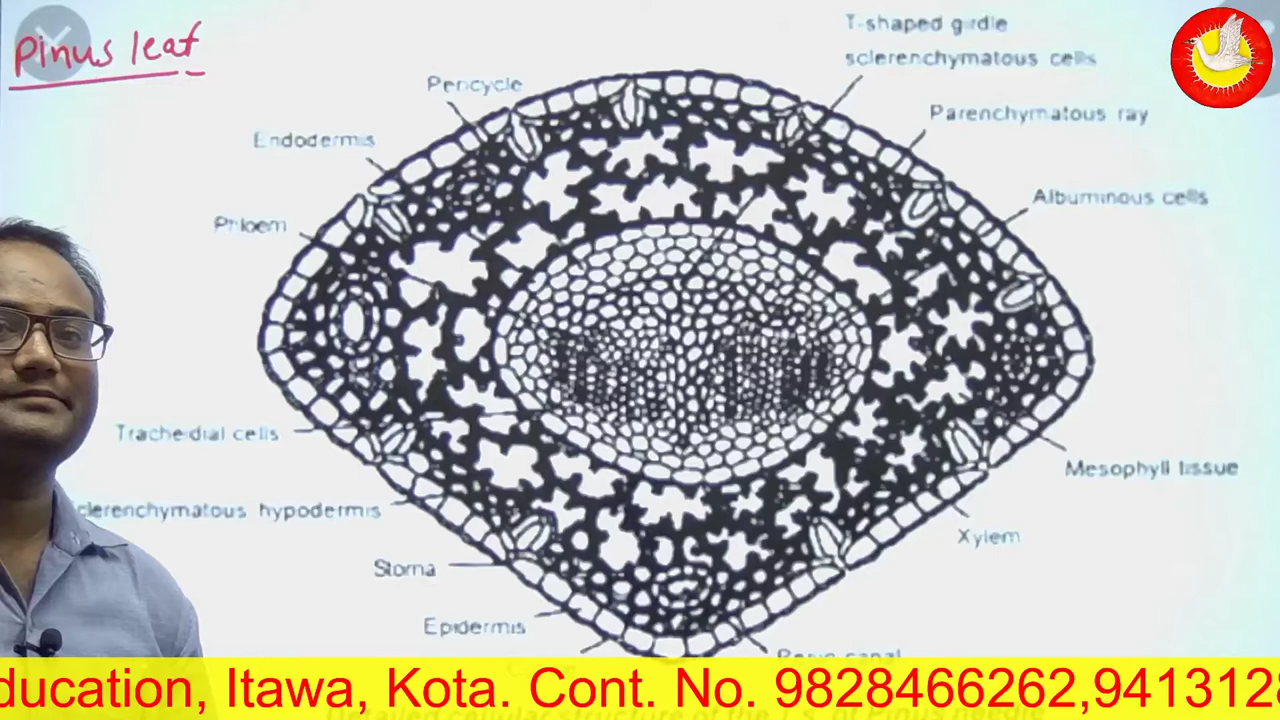 Pinus leaf
T-shaped girdle
sclerenchymatous cells
Pericycle
Parenchymatous ray
Endodermis
Albuminous cells
Phloem
Tracheidial cells
Mesophyll tissue
clerenchymatous hypodermis
Xylem
Stoma
Epidermis
ducation, Itawa, Kota. Cont. No. 9828466262,9413128